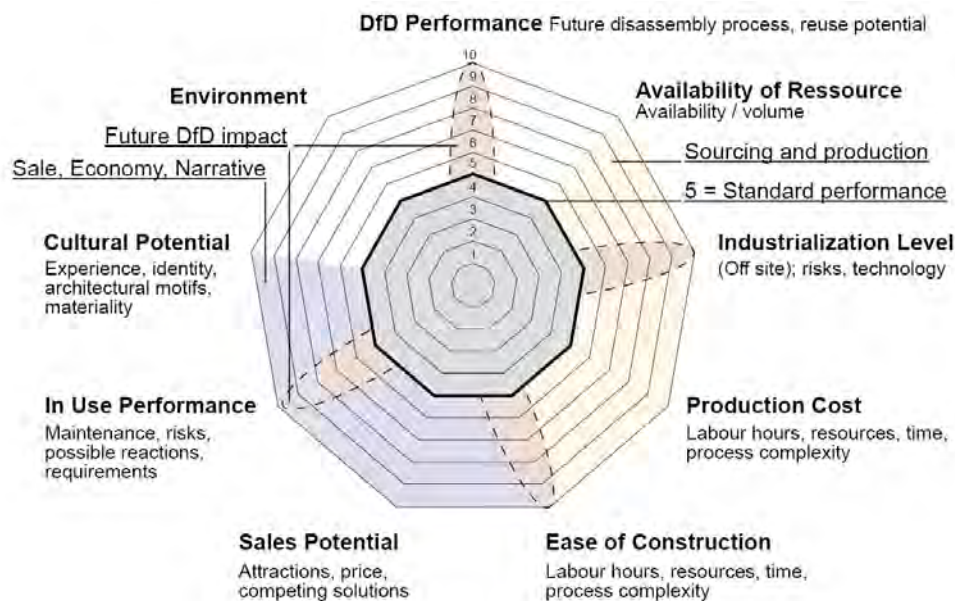 DfD Performance Future disassembly process, reuse potential
10
9
8
7
6
5
4
3
2
1
Environment
Future DfD impact
Sale, Economy, Narrative
Availability of Ressource
Availability / volume
Sourcing and production
5 = Standard performance
Cultural Potential
Experience, identity,
architectural motifs,
materiality
Industrialization Level
(Off site); risks, technology
In Use Performance
Maintenance, risks,
possible reactions,
requirements
Production Cost
Labour hours, resources, time,
process complexity
Sales Potential
Attractions, price,
competing solutions
Ease of Construction
Labour hours, resources, time,
process complexity